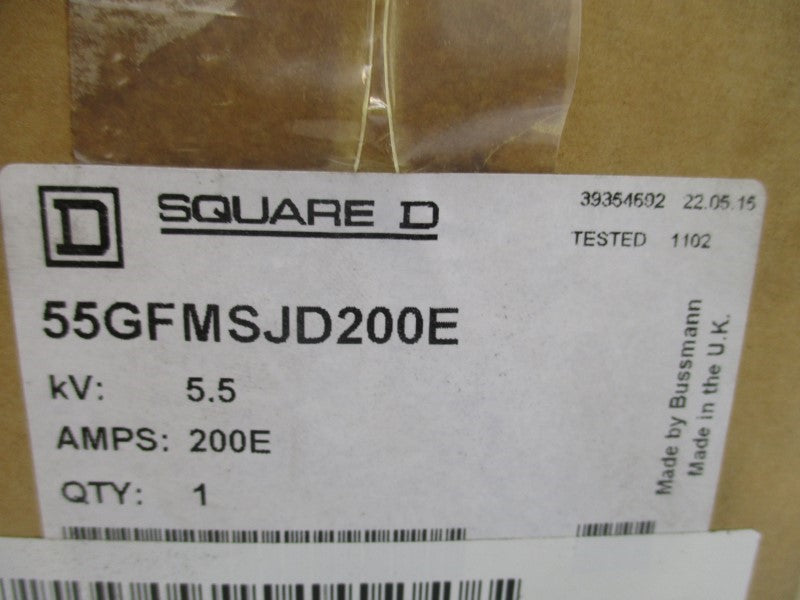 D SQUARE D
39354602 22.05.15
TESTED 1102
55GFMSJD200E
kV: 5.5
AMPS: 200E
QTY: 1
Made by Bussmann
Made in the U.K.